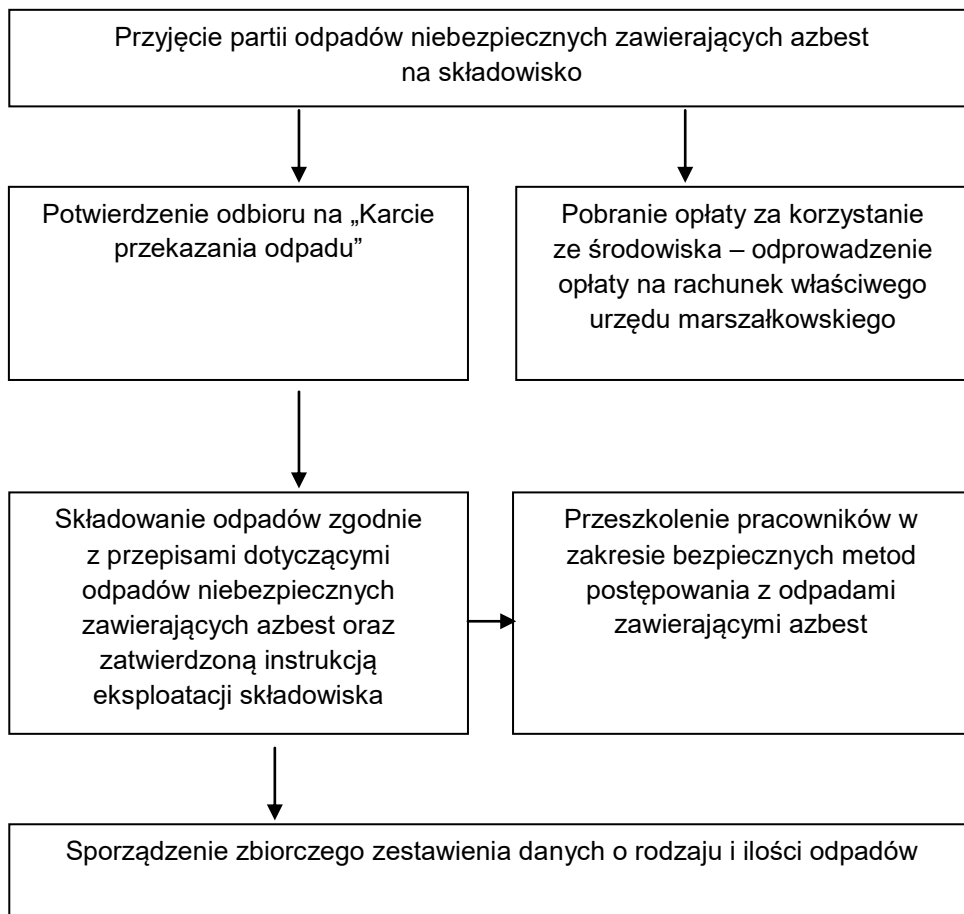 Przyjęcie partii odpadów niebezpiecznych zawierających azbest
na składowisko
Potwierdzenie odbioru na „Karcie
przekazania odpadu”
Pobranie opłaty za korzystanie
ze środowiska – odprowadzenie
opłaty na rachunek właściwego
urzędu marszałkowskiego
Składowanie odpadów zgodnie
z przepisami dotyczącymi
odpadów niebezpiecznych
zawierających azbest oraz
zatwierdzoną instrukcją
eksploatacji składowiska
Przeszkolenie pracowników w
zakresie bezpiecznych metod
postępowania z odpadami
zawierającymi azbest
Sporządzenie zbiorczego zestawienia danych o rodzaju i ilości odpadów